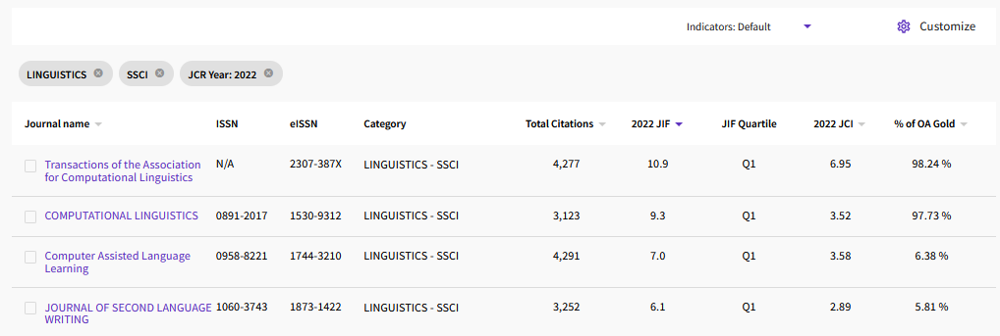 Indicators: Default Customize
LINGUISTICS SSCI JCR Year: 2022
Journal name ISSN eISSN Category Total Citations 2022 JIF JIF Quartile 2022 JCI % of OA Gold
Transactions of the Association N/A 2307-387X LINGUISTICS - SSCI 4,277 10.9 Q1 6.95 98.24 %
for Computational Linguistics
COMPUTATIONAL LINGUISTICS 0891-2017 1530-9312 LINGUISTICS - SSCI 3,123 9.3 Q1 3.52 97.73 %
Computer Assisted Language 0958-8221 1744-3210 LINGUISTICS - SSCI 4,291 7.0 Q1 3.58 6.38 %
Learning
JOURNAL OF SECOND LANGUAGE 1060-3743 1873-1422 LINGUISTICS - SSCI 3,252 6.1 Q1 2.89 5.81 %
WRITING